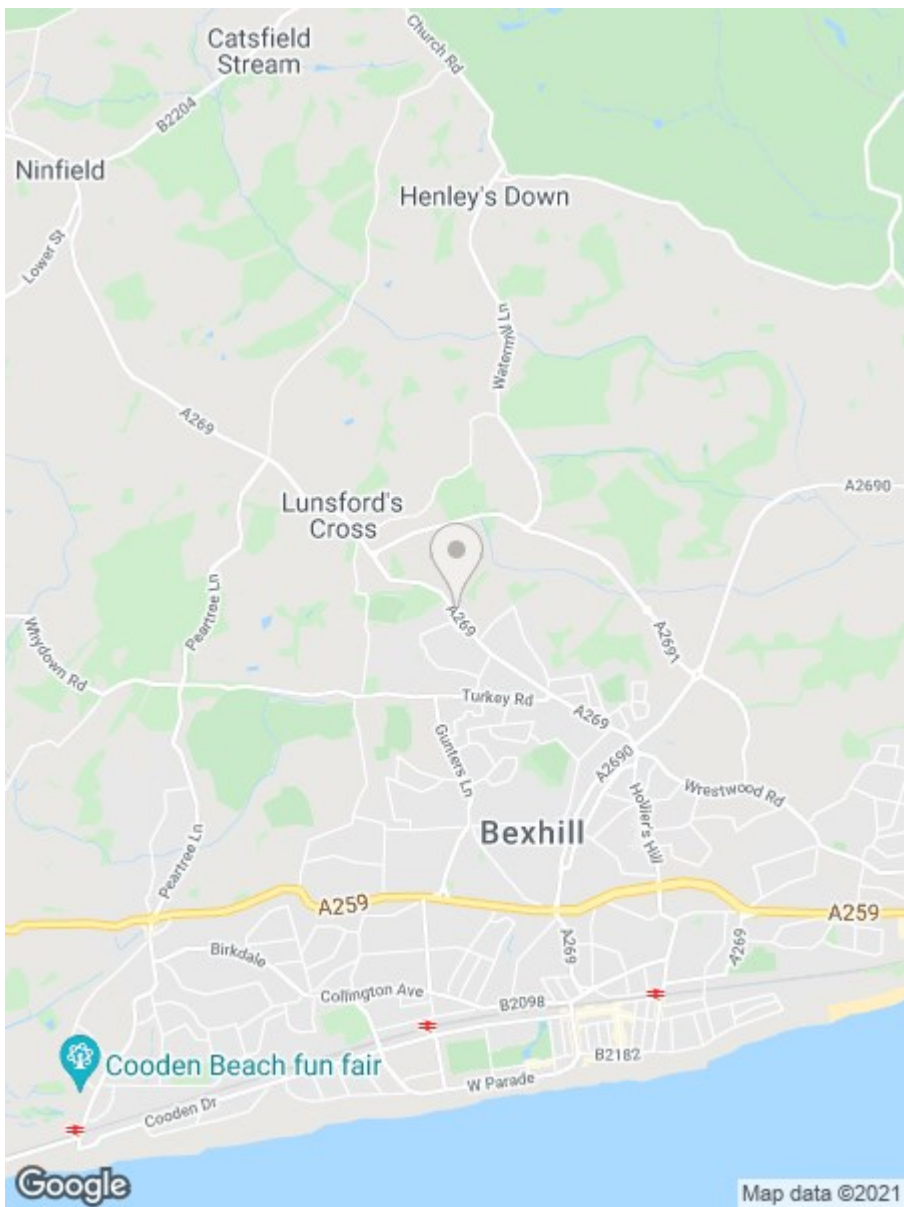 Catsfield
Stream
Church Rd
B2204
Ninfield
Henley's Down
Lower St
Watermill Ln
A269
A2690
Lunsford's
Cross
Peartree Ln
A269
Whydown Rd
A2691
Turkey Rd
A269
Gunters Ln
A2690
Wrestwood Rd
Hollier's Hill
Bexhill
Peartree Ln
A259
A259
A269
A269
Birkdale
Collington Ave
B2098
B2182
Cooden Beach fun fair
W Parade
Cooden Dr
Google
Map data ©2021